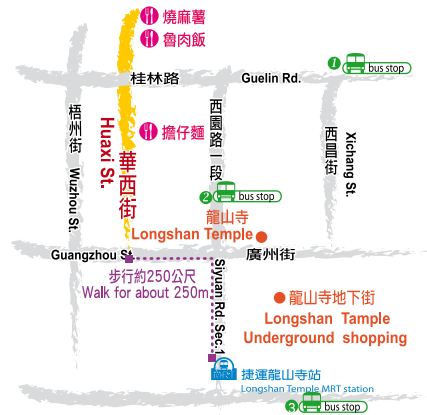 燒麻薯
魯肉飯
1
bus stop
桂林路
Guelin Rd.
梧州街
Wuzhou St.
Huaxi St.
華西街
擔仔麵
西園路一段
西昌街
Xichang St.
2
bus stop
龍山寺
Longshan Temple
Guangzhou St.
廣州街
步行約250公尺
Walk for about 250m
Siyuan Rd. Sec.1
龍山寺地下街
Longshan Tample
Underground shopping
捷運龍山寺站
Longshan Temple MRT station
3
bus stop